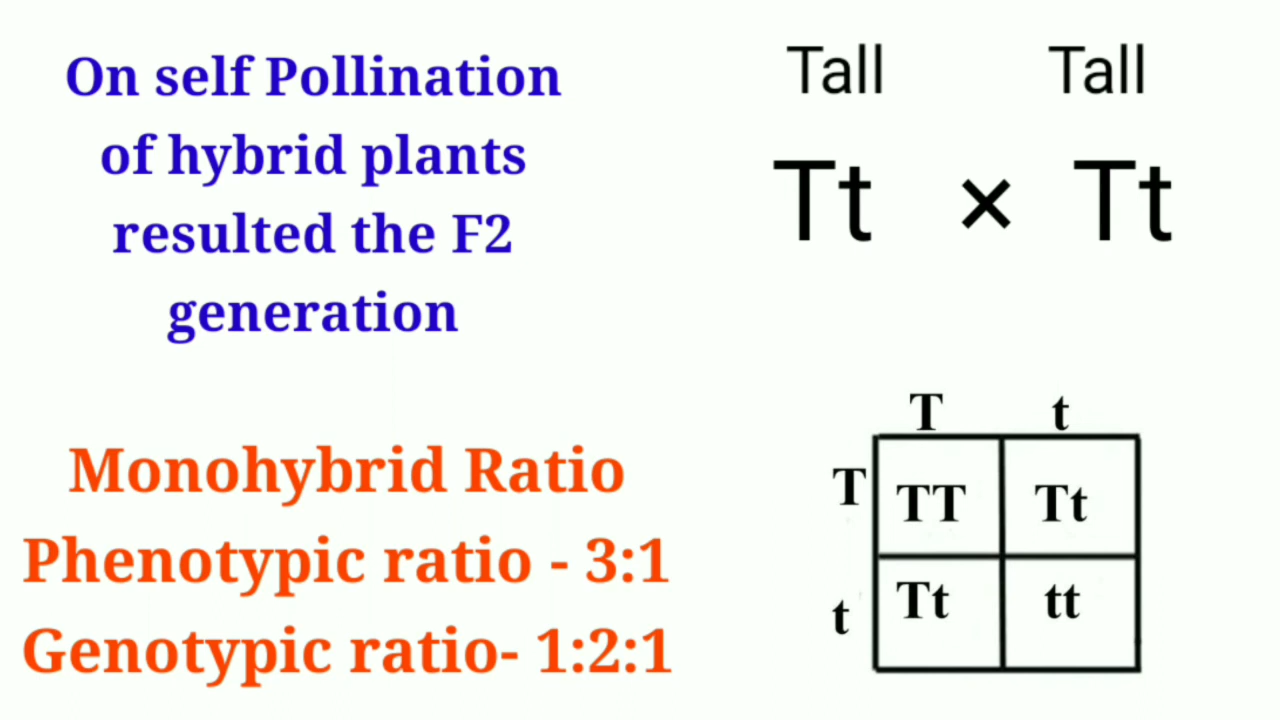 On self Pollination
of hybrid plants
resulted the F2
generation
Tall Tall
Tt × Tt
Monohybrid Ratio
Phenotypic ratio - 3:1
Genotypic ratio- 1:2:1
T t
T TT Tt
t Tt tt